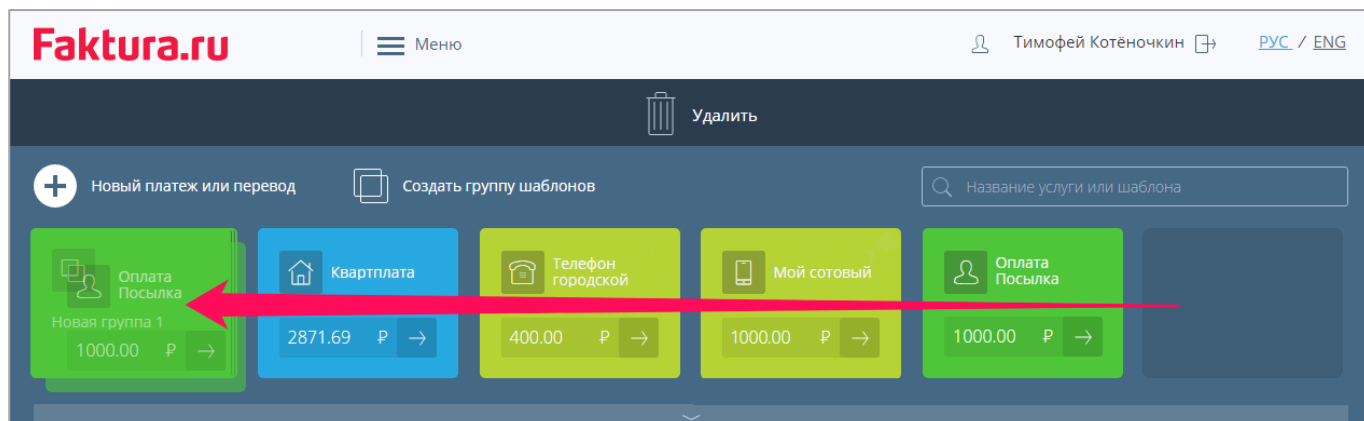 Faktura.ru
Меню
Тимофей Котёночкин
РУС / ENG
Удалить
Новый платеж или перевод
Создать группу шаблонов
Название услуги или шаблона
Оплата
Посылка
Новая группа 1
1000.00 ₽
Квартплата
2871.69 ₽
Телефон
городской
400.00 ₽
Мой сотовый
1000.00 ₽
Оплата
Посылка
1000.00 ₽